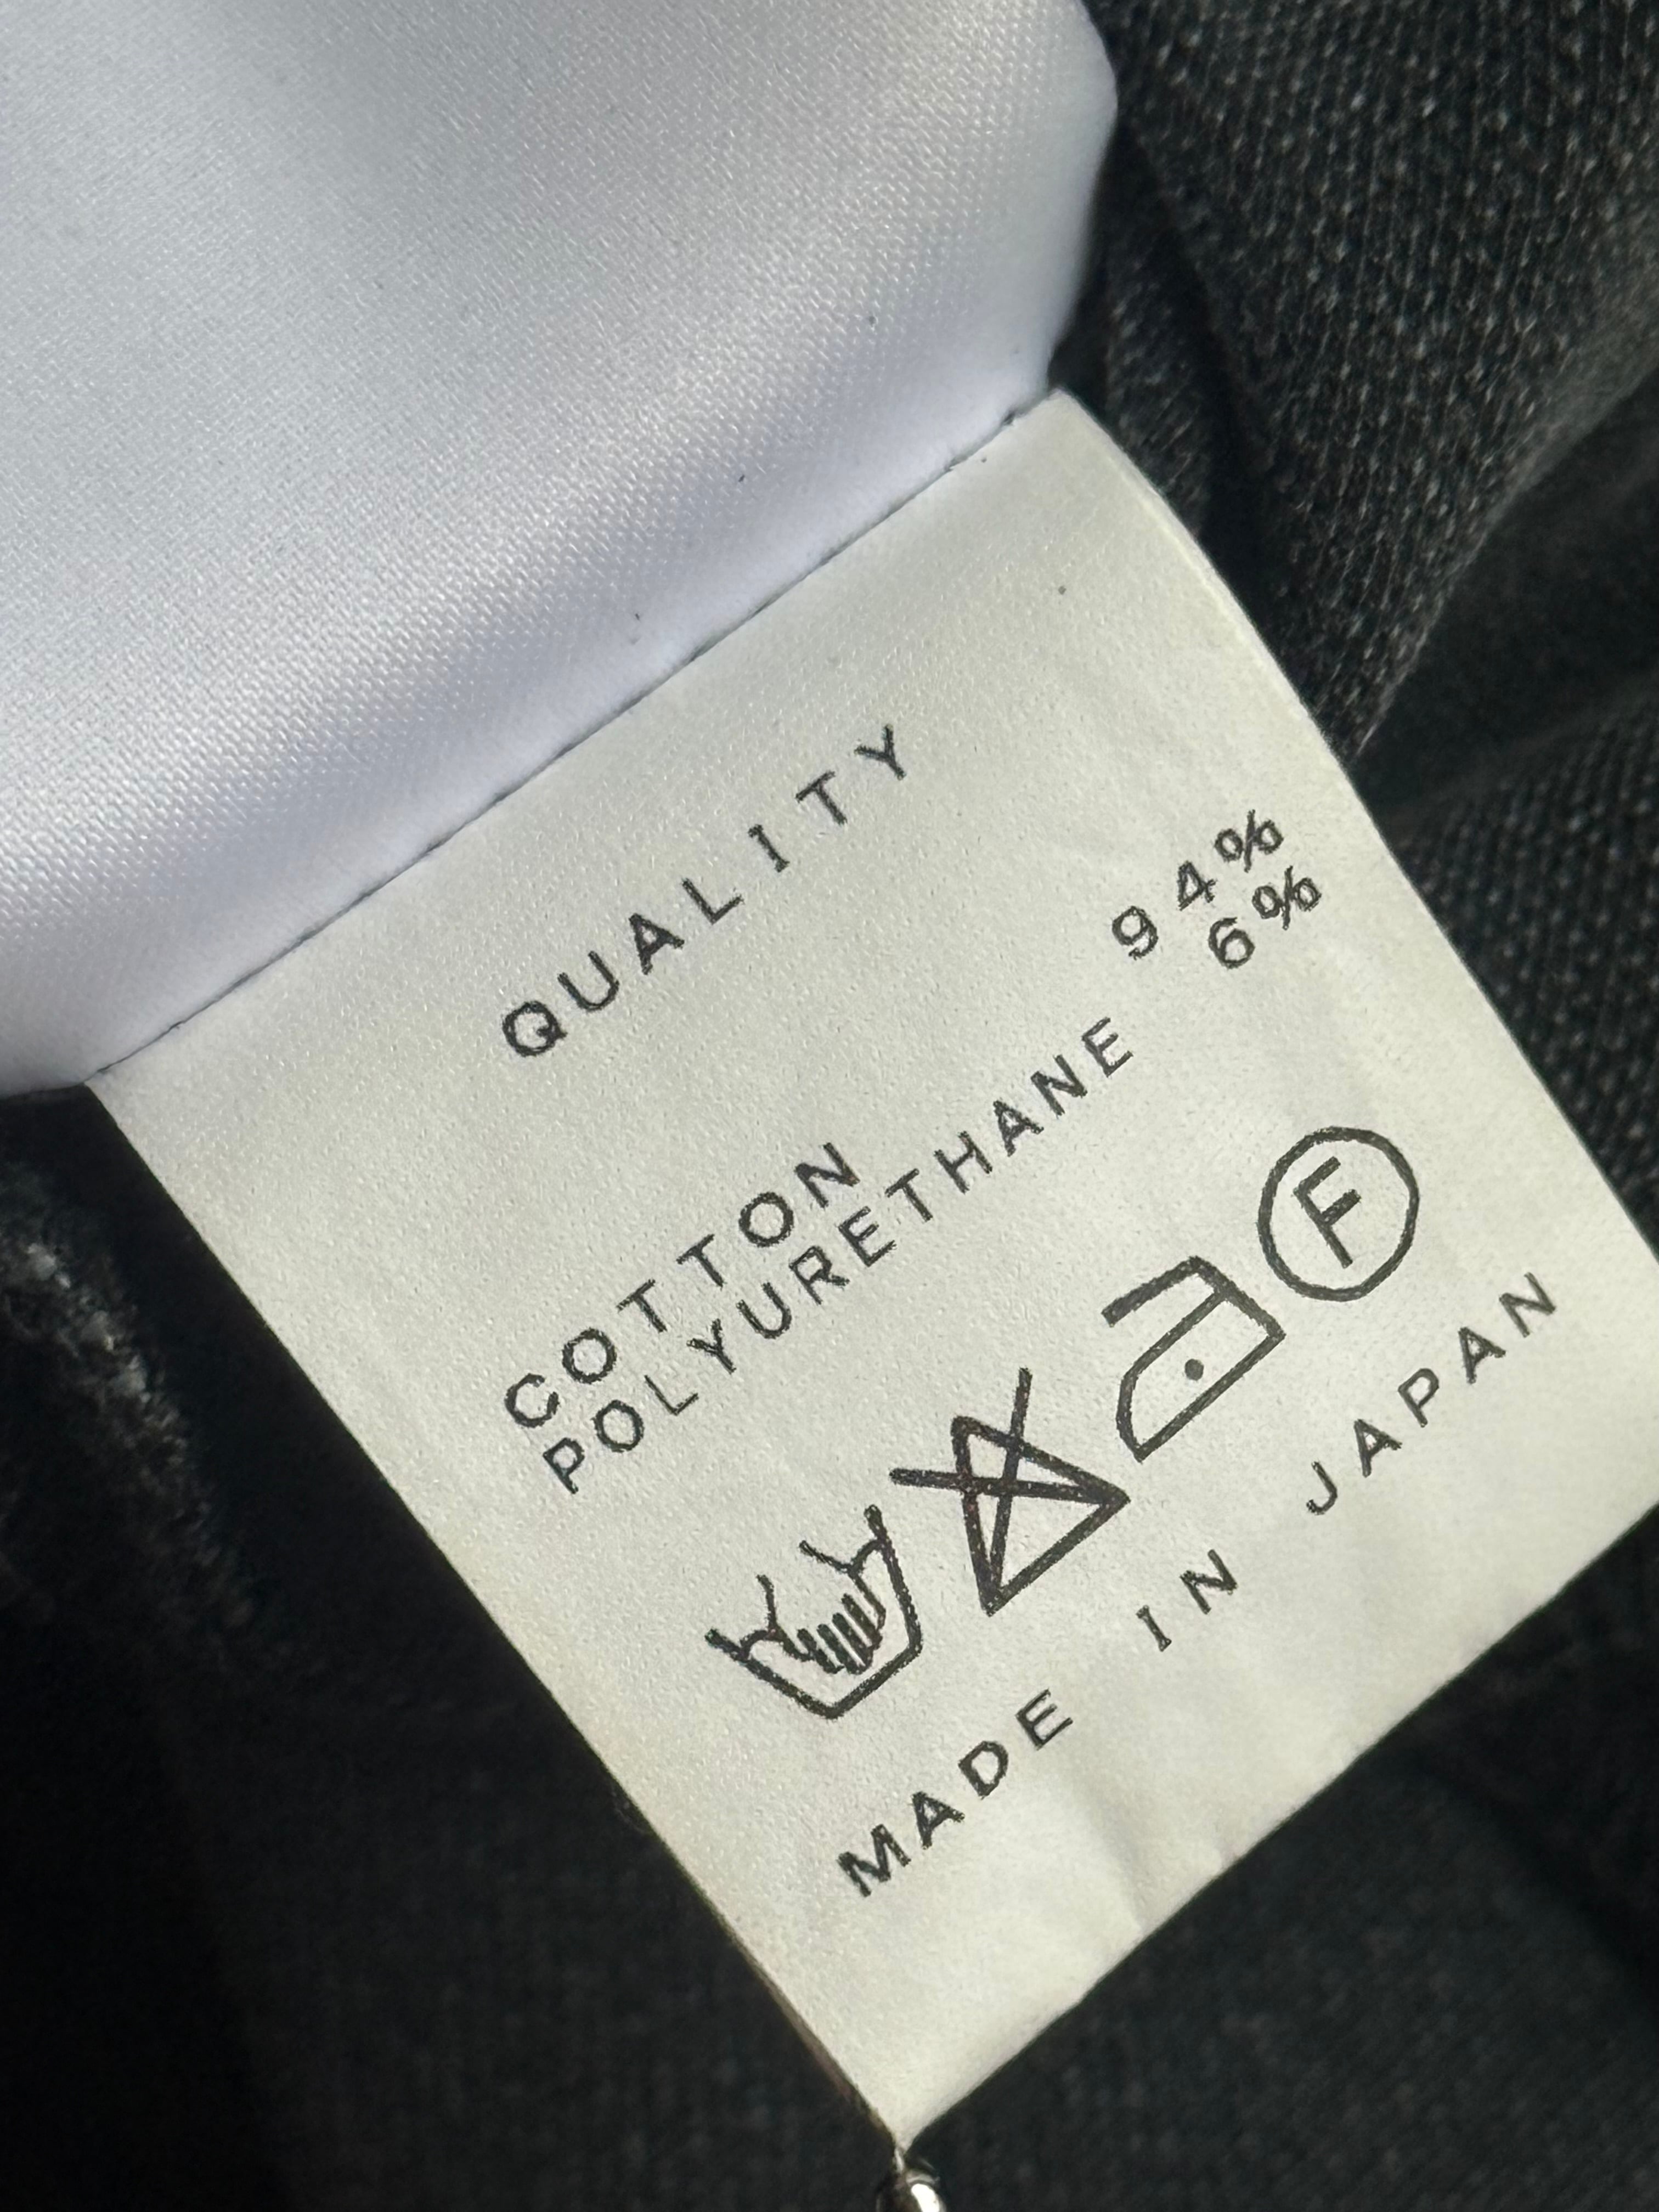 QUALITY
COTTON 94%
POLYURETHANE 6%
F
MADE IN JAPAN